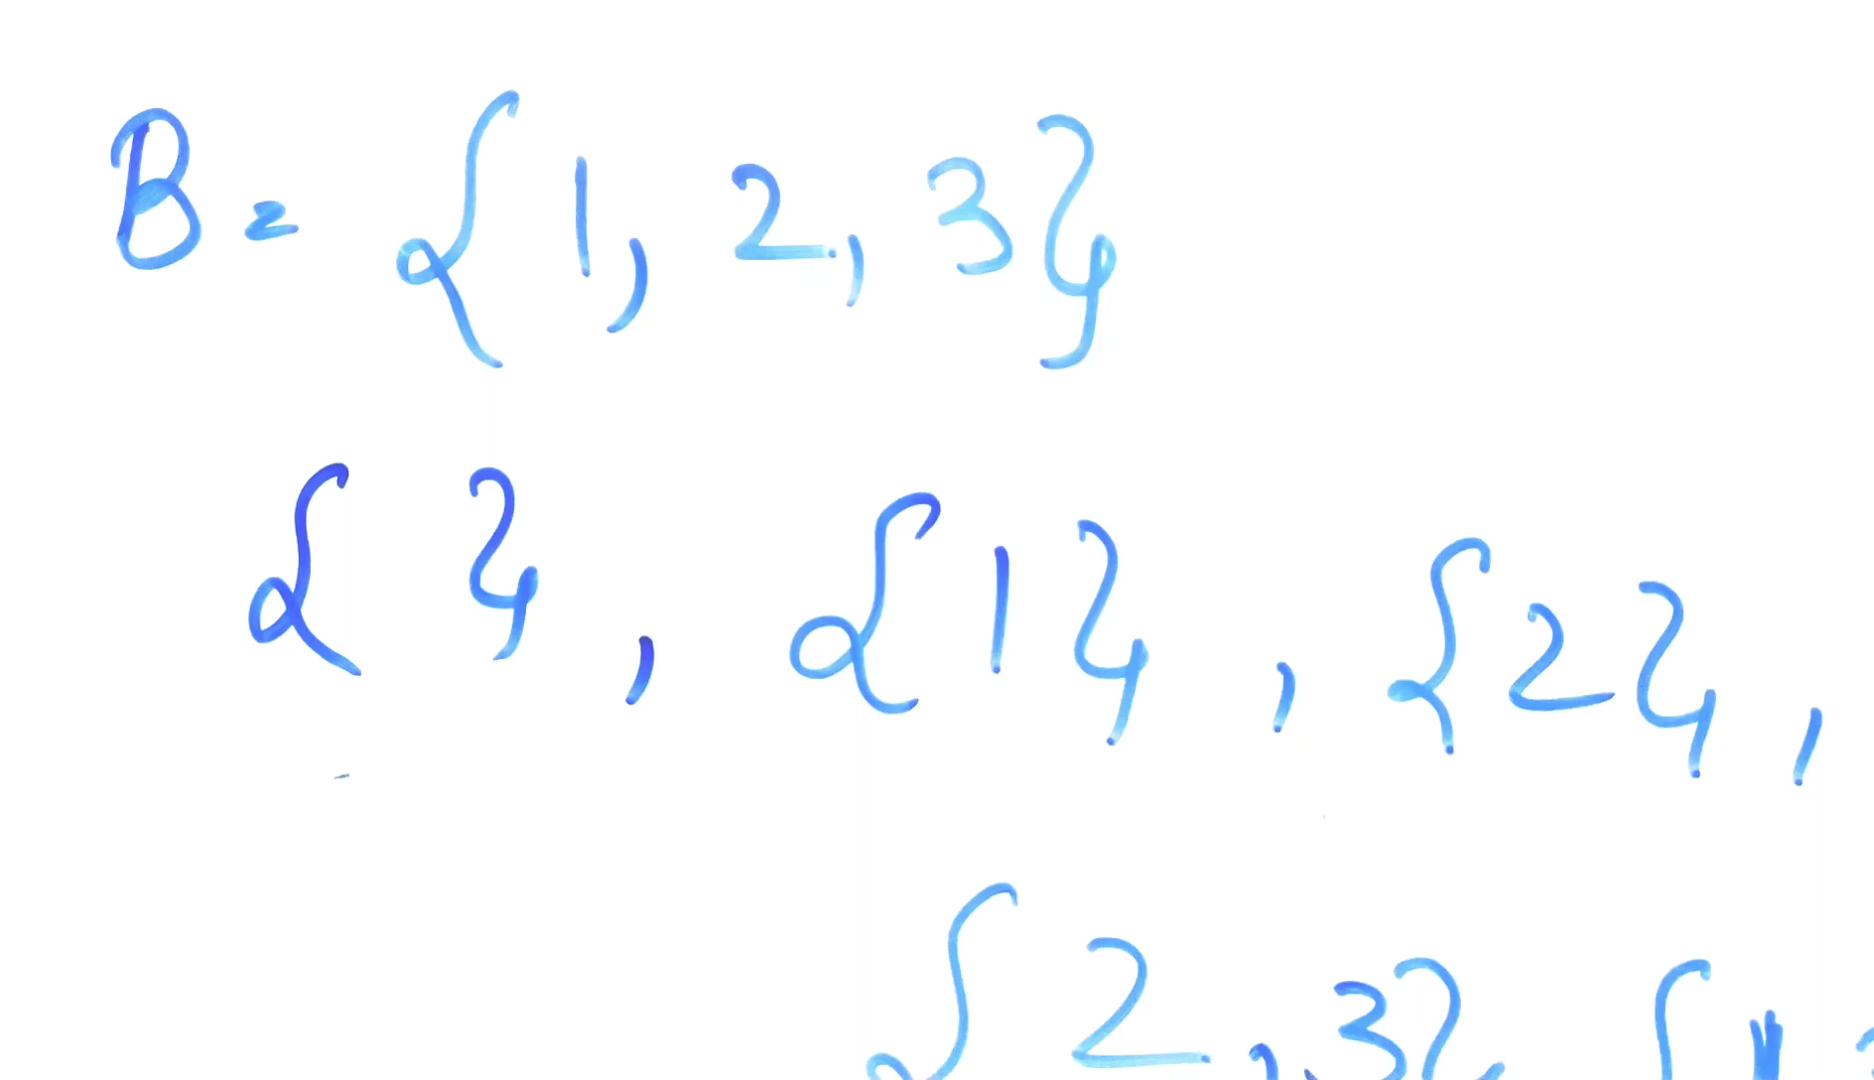 B = { 1, 2, 3 }
{ }, { 1 }, { 2 },
{ 2, 3 }